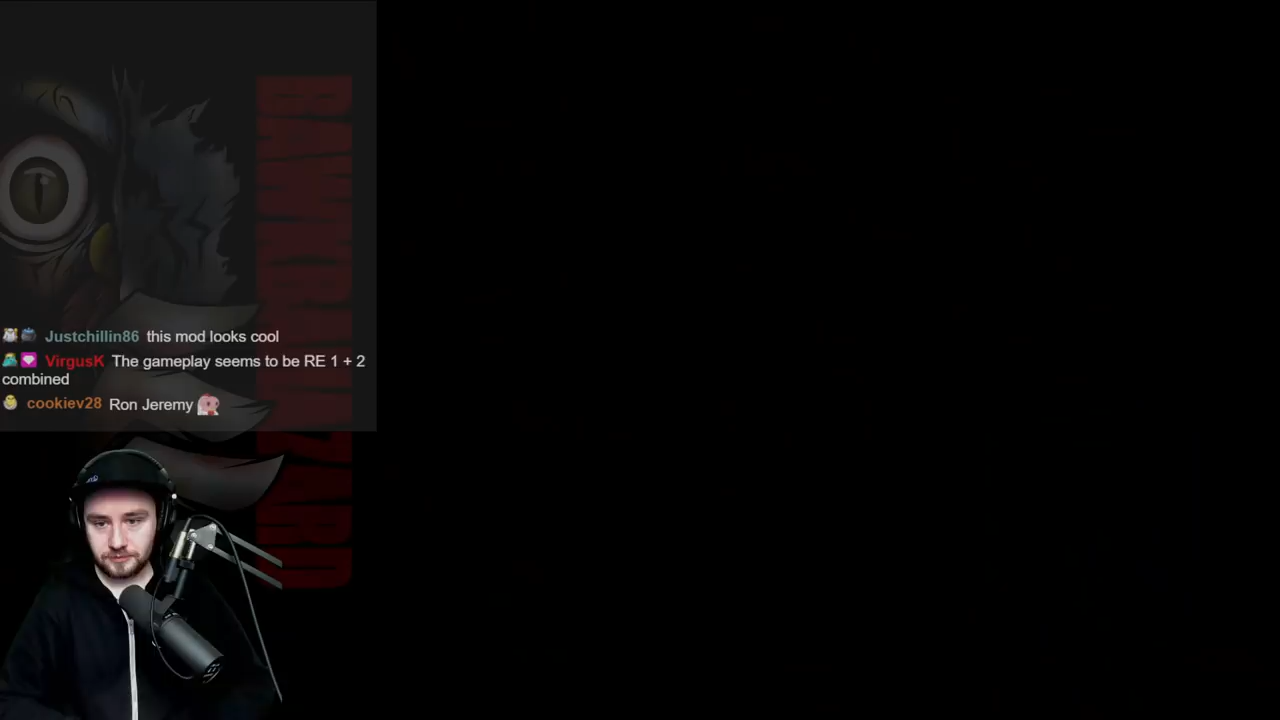 Justchillin86 this mod looks cool
VirgusK The gameplay seems to be RE 1 + 2
combined
cookiev28 Ron Jeremy